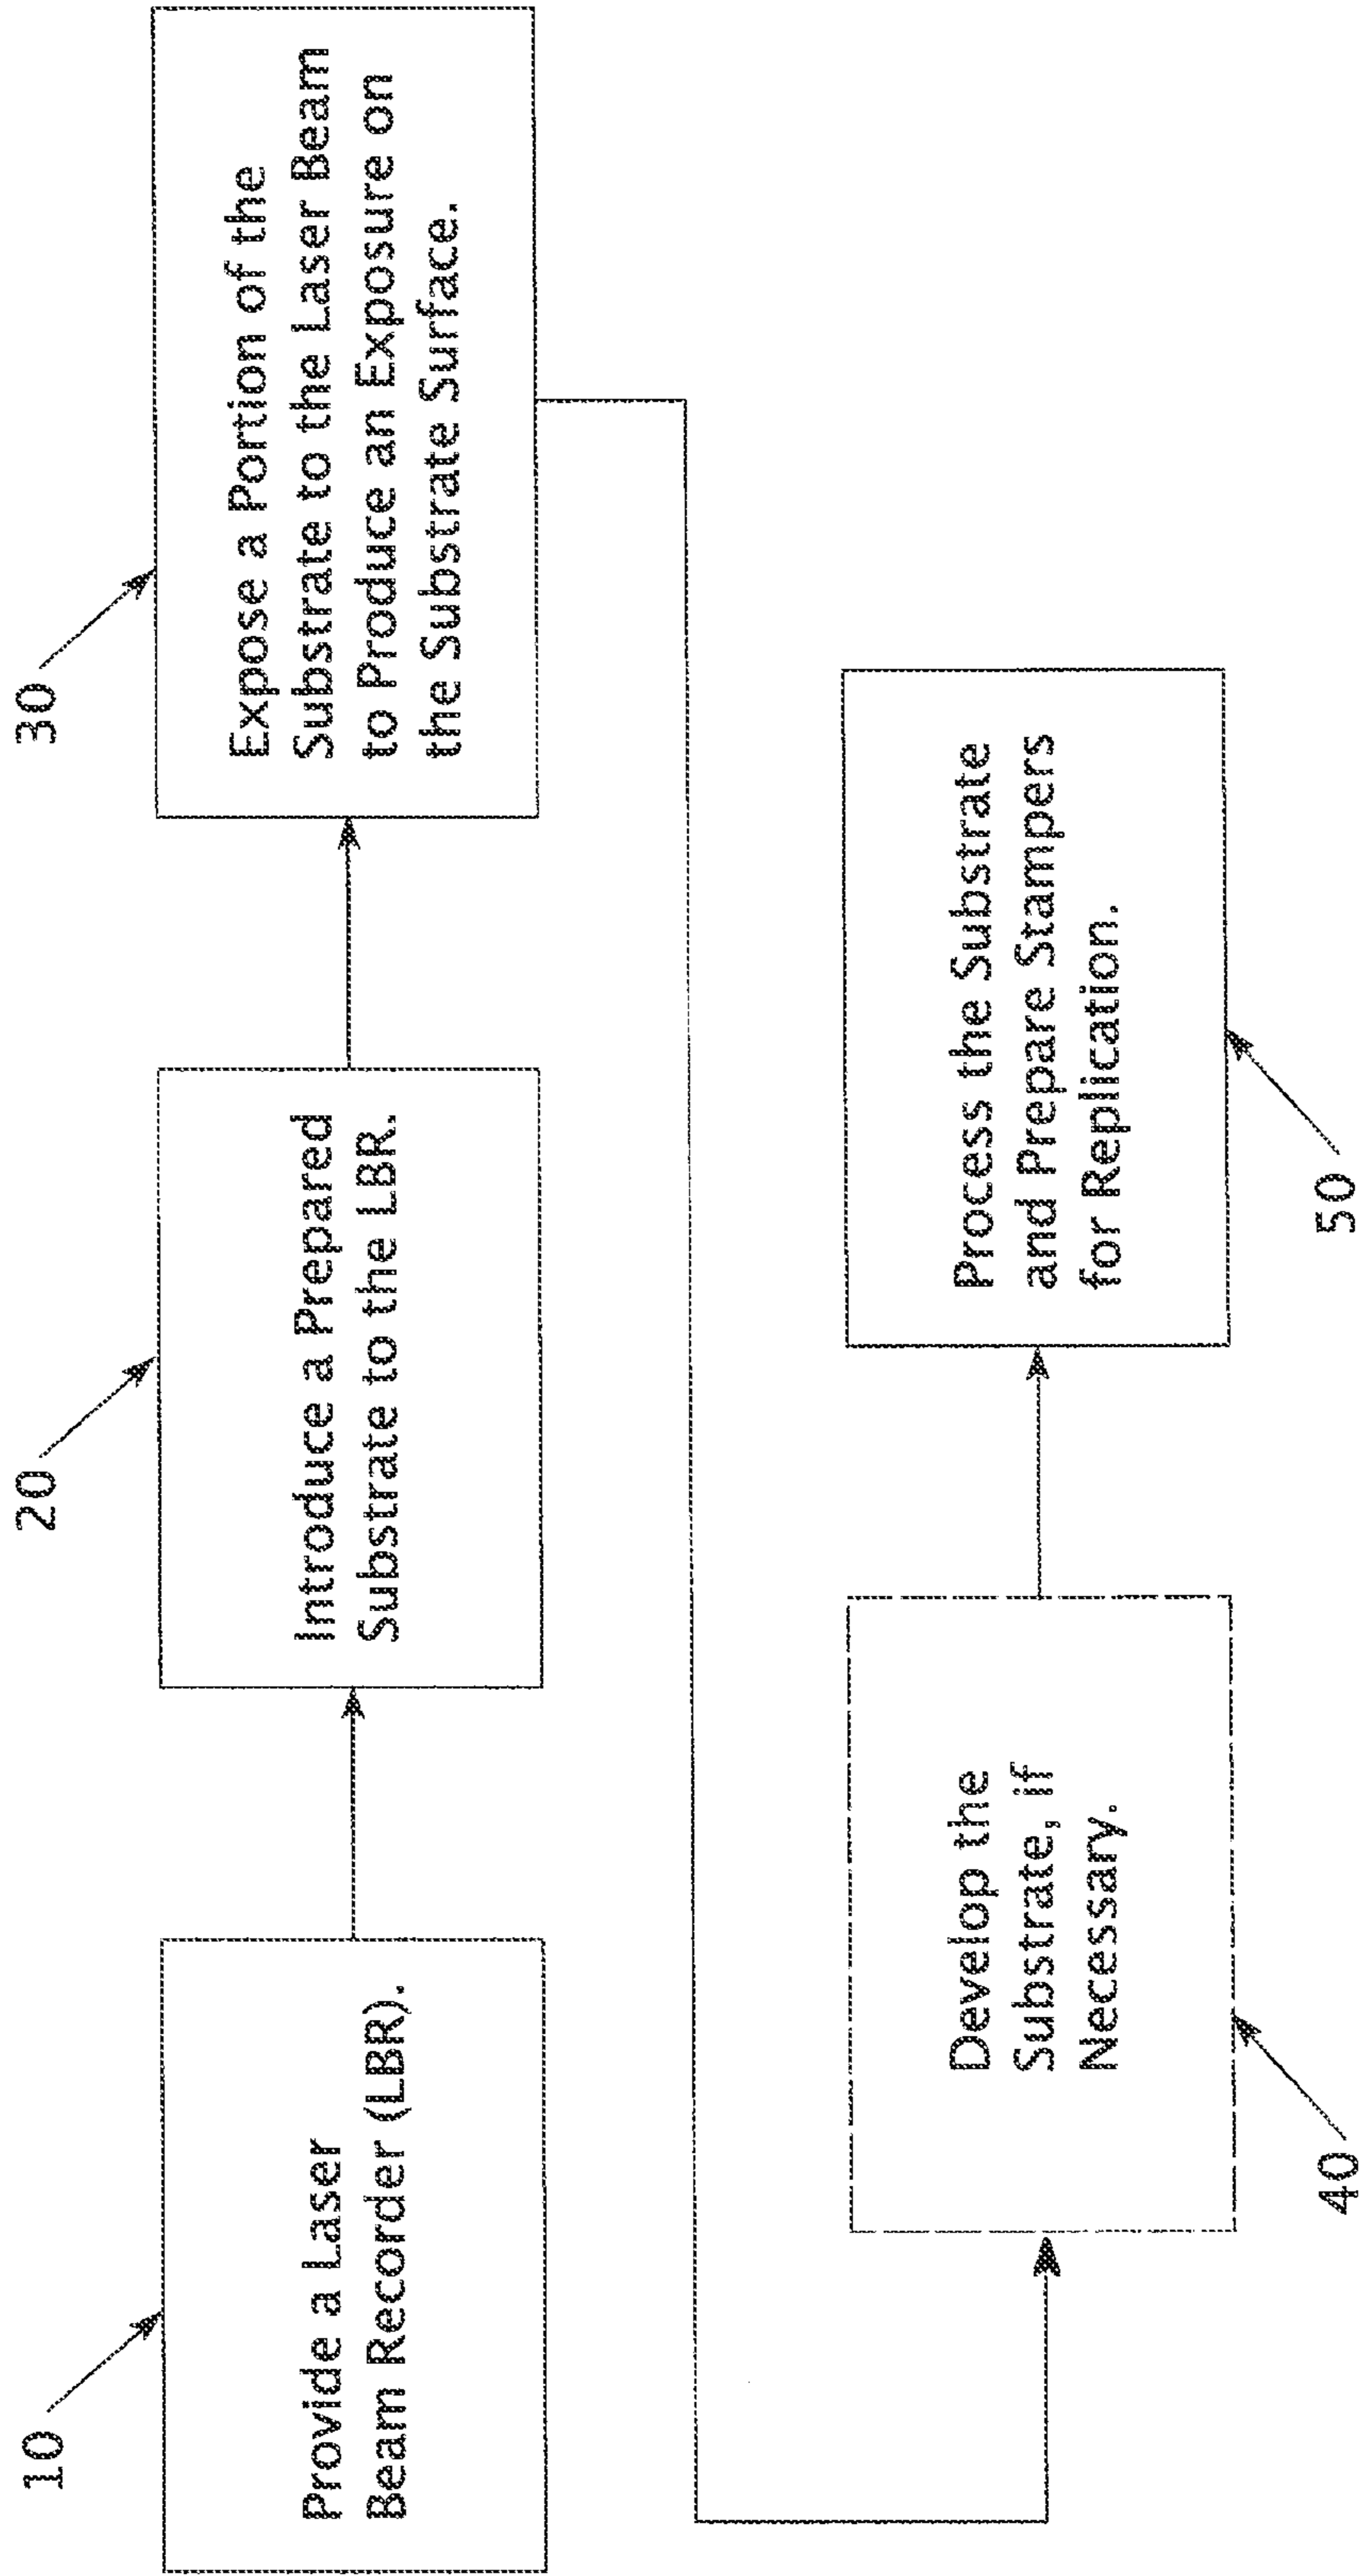 10
Provide a Laser
Beam Recorder (LBR).
20
Introduce a Prepared
Substrate to the LBR.
30
Expose a Portion of the
Substrate to the Laser Beam
to Produce an Exposure on
the Substrate Surface.
Develop the
Substrate, if
Necessary.
40
Process the Substrate
and Prepare Stampers
for Replication.
50